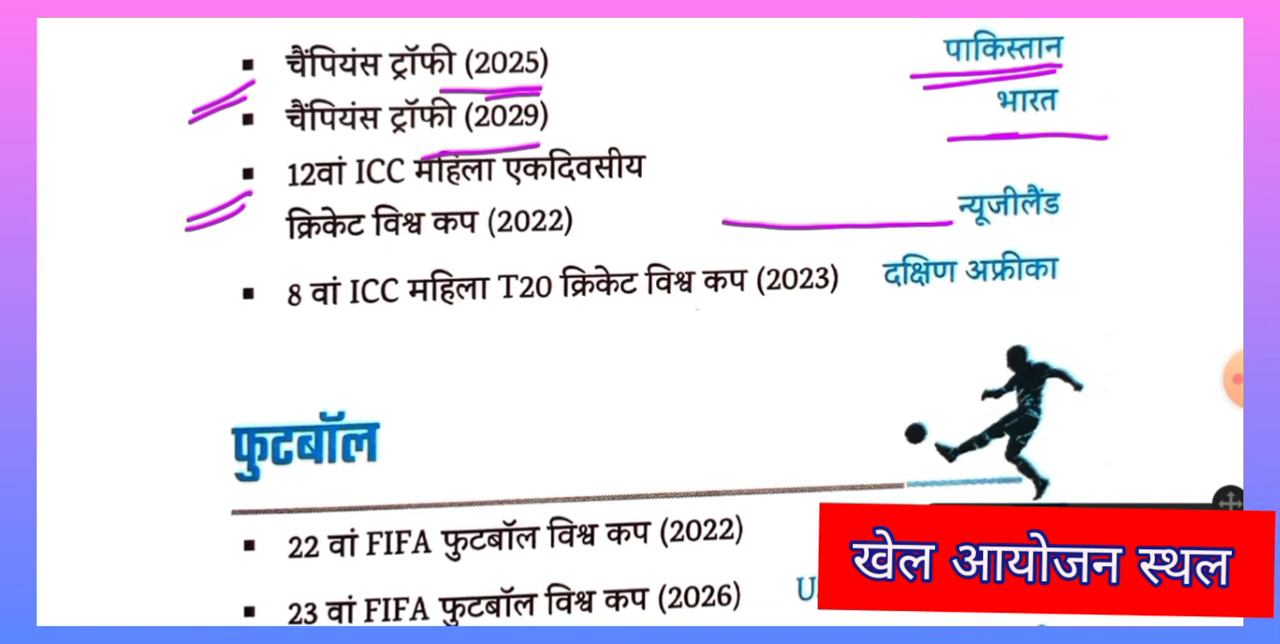 ▪ चैंपियंस ट्रॉफी (2025) पाकिस्तान
▪ चैंपियंस ट्रॉफी (2029) भारत
▪ 12वां ICC महिला एकदिवसीय
क्रिकेट विश्व कप (2022) न्यूजीलैंड
▪ 8 वां ICC महिला T20 क्रिकेट विश्व कप (2023) दक्षिण अफ्रीका
फुटबॉल
▪ 22 वां FIFA फुटबॉल विश्व कप (2022)
▪ 23 वां FIFA फुटबॉल विश्व कप (2026)
खेल आयोजन स्थल